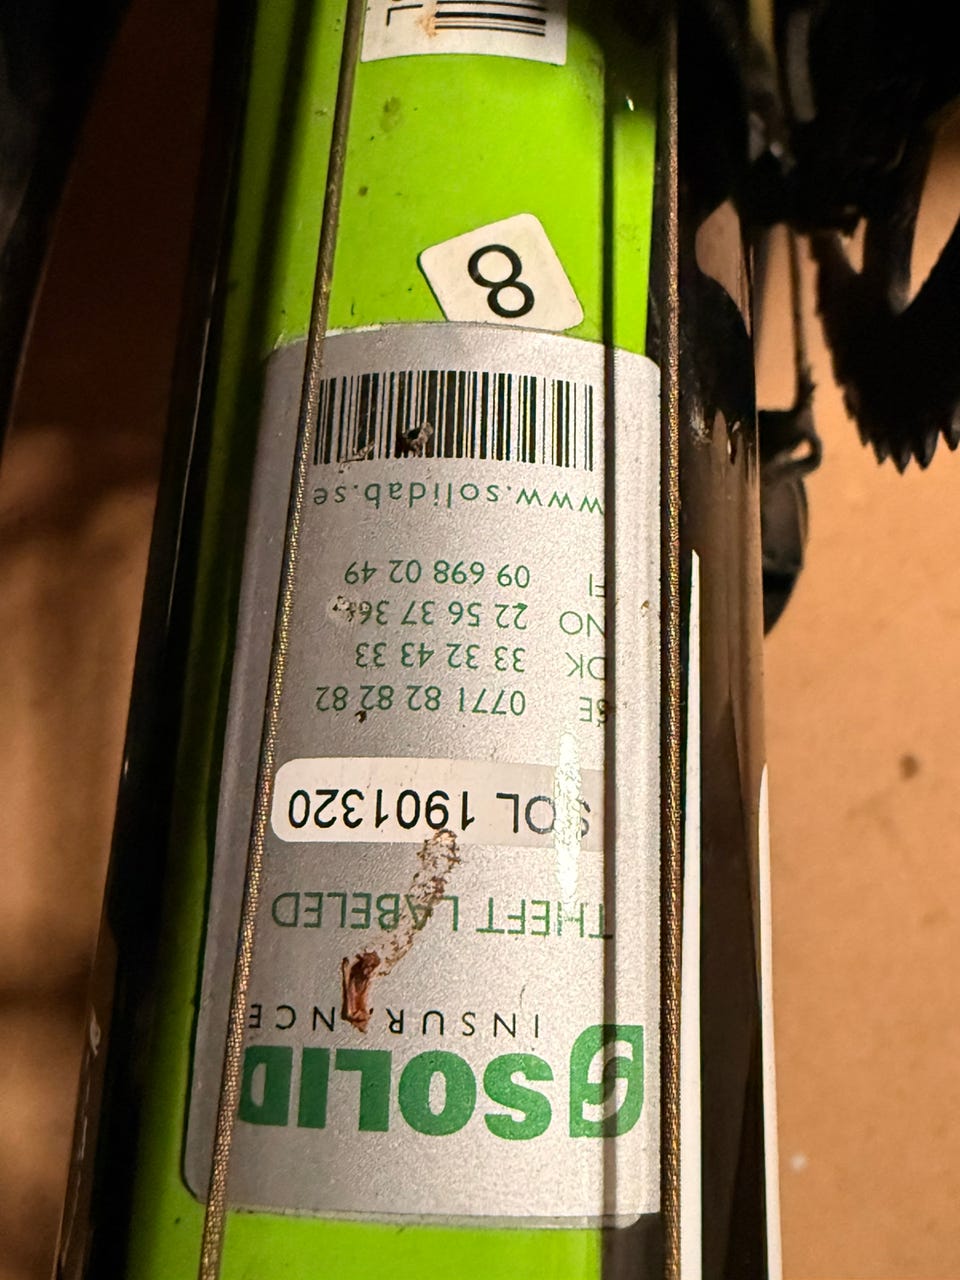 SOLID
INSURANCE
THEFT LABELED
SOL 1901320
SE 0771 82 82 82
DK 33 32 43 33
NO 22 56 37 36
FI 09 698 02 49
www.solidab.se
8